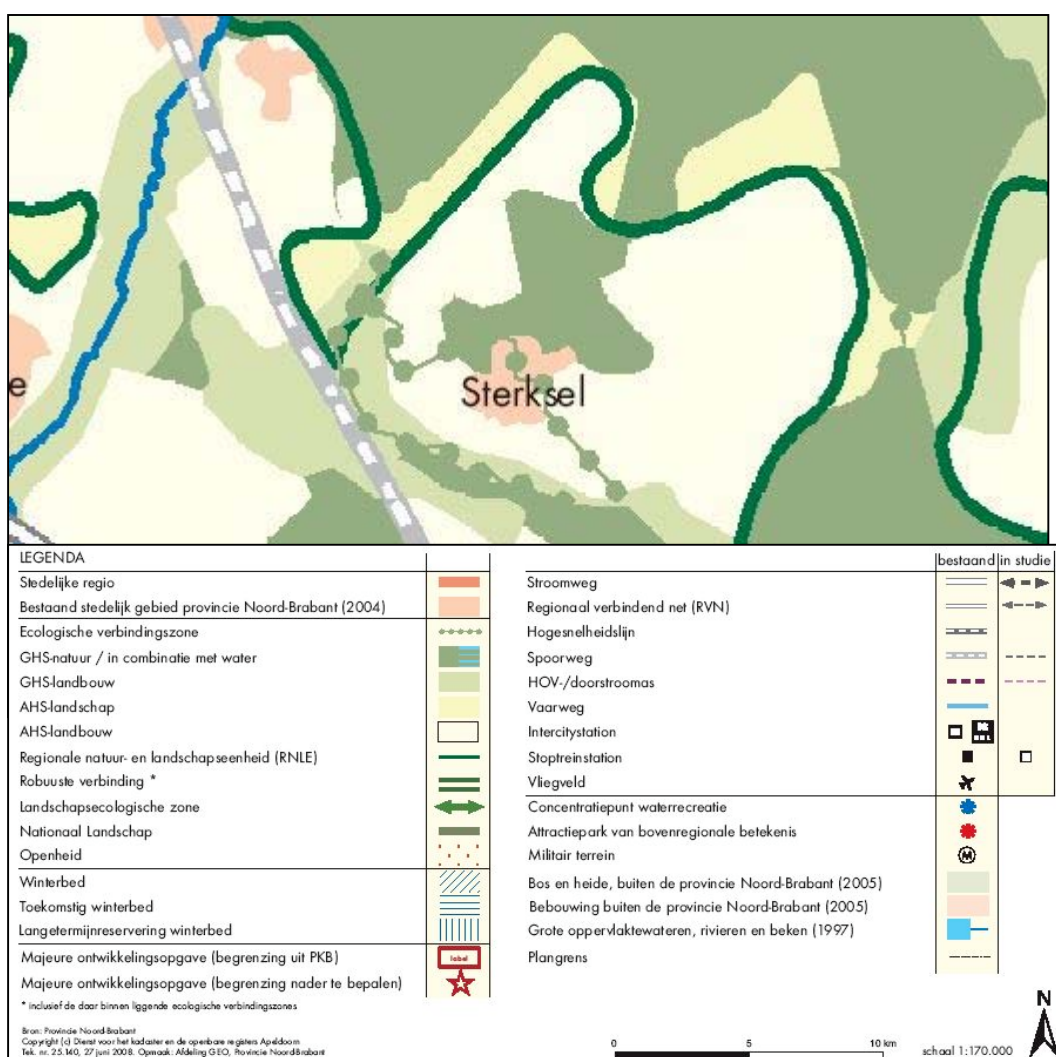 e
Sterksel
LEGENDA
Stedelijke regio
Bestaand stedelijk gebied provincie Noord-Brabant (2004)
Ecologische verbindingszone
GHS-natuur / in combinatie met water
GHS-landbouw
AHS-landschap
AHS-landbouw
Regionale natuur- en landschapseenheid (RNLE)
Robuuste verbinding *
Landschapsecologische zone
Nationaal Landschap
Openheid
Winterbed
Toekomstig winterbed
Langetermijnreservering winterbed
Majeure ontwikkelingsopgave (begrenzing uit PKB)
label
Majeure ontwikkelingsopgave (begrenzing nader te bepalen)
* inclusief de daar binnen liggende ecologische verbindingszones
Bron: Provincie Noord-Brabant
Copyright (c) Dienst voor het kadaster en de openbare registers Apeldoorn
Tek. nr. 25.140, 27 juni 2008. Opmaak: Afdeling GEO, Provincie Noord-Brabant
bestaand in studie
Stroomweg
Regionaal verbindend net (RVN)
Hogesnelheidslijn
Spoorweg
HOV-/doorstroomas
Vaarweg
Intercitystation
Stoptreinstation
Vliegveld
Concentratiepunt waterrecreatie
Attractiepark van bovenregionale betekenis
Militair terrein
M
Bos en heide, buiten de provincie Noord-Brabant (2005)
Bebouwing buiten de provincie Noord-Brabant (2005)
Grote oppervlaktewateren, rivieren en beken (1997)
Plangrens
0 5 10 km
schaal 1:170.000
N